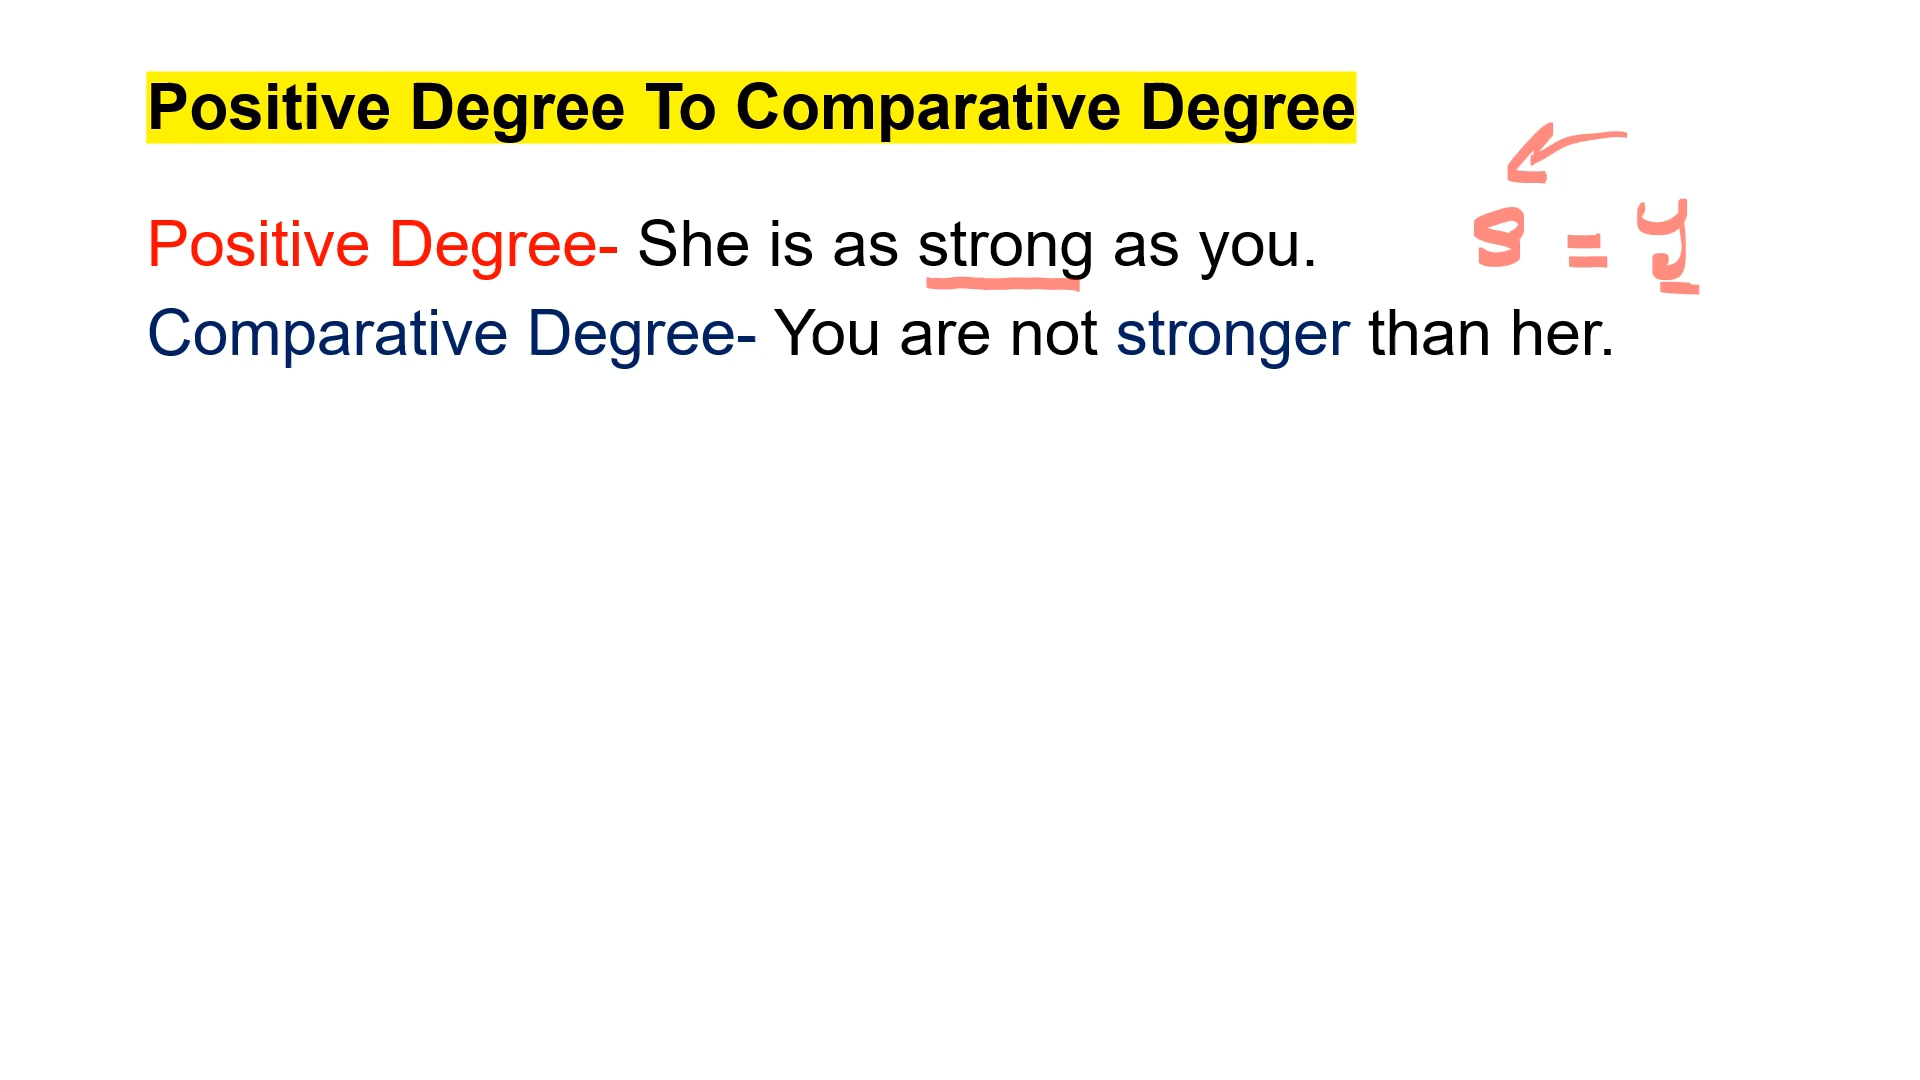 Positive Degree To Comparative Degree
Positive Degree- She is as strong as you. s = y
Comparative Degree- You are not stronger than her.